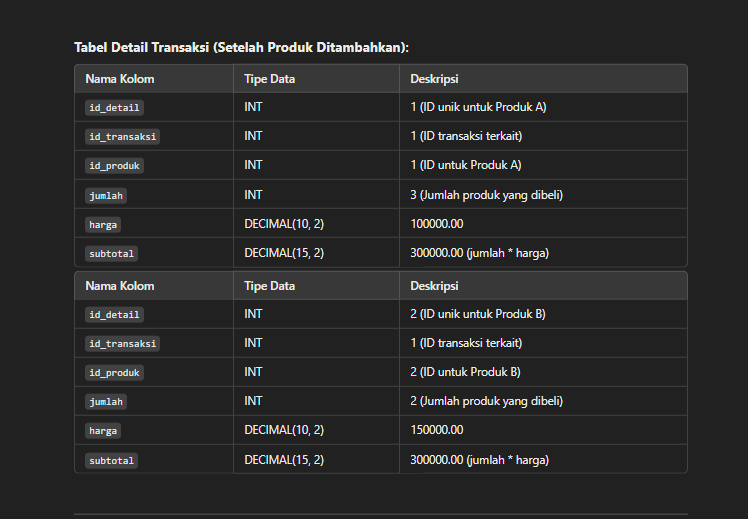 Tabel Detail Transaksi (Setelah Produk Ditambahkan):
Nama Kolom Tipe Data Deskripsi
id_detail INT 1 (ID unik untuk Produk A)
id_transaksi INT 1 (ID transaksi terkait)
id_produk INT 1 (ID untuk Produk A)
jumlah INT 3 (Jumlah produk yang dibeli)
harga DECIMAL(10, 2) 100000.00
subtotal DECIMAL(15, 2) 300000.00 (jumlah * harga)
Nama Kolom Tipe Data Deskripsi
id_detail INT 2 (ID unik untuk Produk B)
id_transaksi INT 1 (ID transaksi terkait)
id_produk INT 2 (ID untuk Produk B)
jumlah INT 2 (Jumlah produk yang dibeli)
harga DECIMAL(10, 2) 150000.00
subtotal DECIMAL(15, 2) 300000.00 (jumlah * harga)